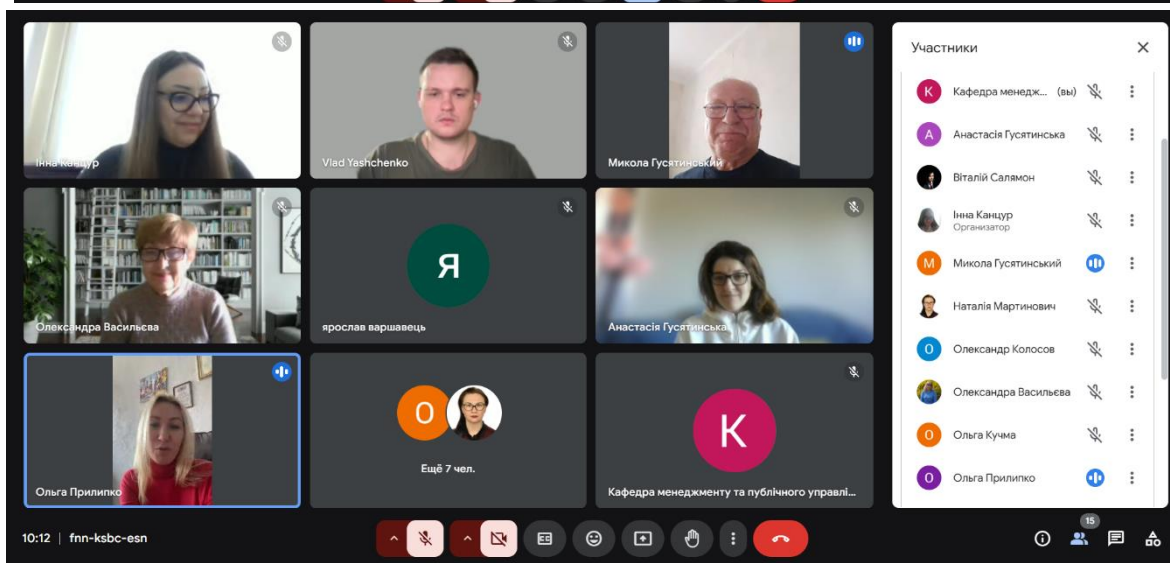 Інна Канцур
Vlad Yashchenko
Микола Гусятинський
Олександра Васильєва
Я
ярослав варшавець
Анастасія Гусятинська
Ольга Прилипко
О
Ещё 7 чел.
К
Кафедра менеджменту та публічного управлі...
Участники
К
Кафедра менедж... (вы)
А
Анастасія Гусятинська
Віталій Салямон
Інна Канцур
Организатор
М
Микола Гусятинський
Наталія Мартинович
О
Олександр Колосов
Олександра Васильєва
О
Ольга Кучма
О
Ольга Прилипко
10:12 | fnn-ksbc-esn
15